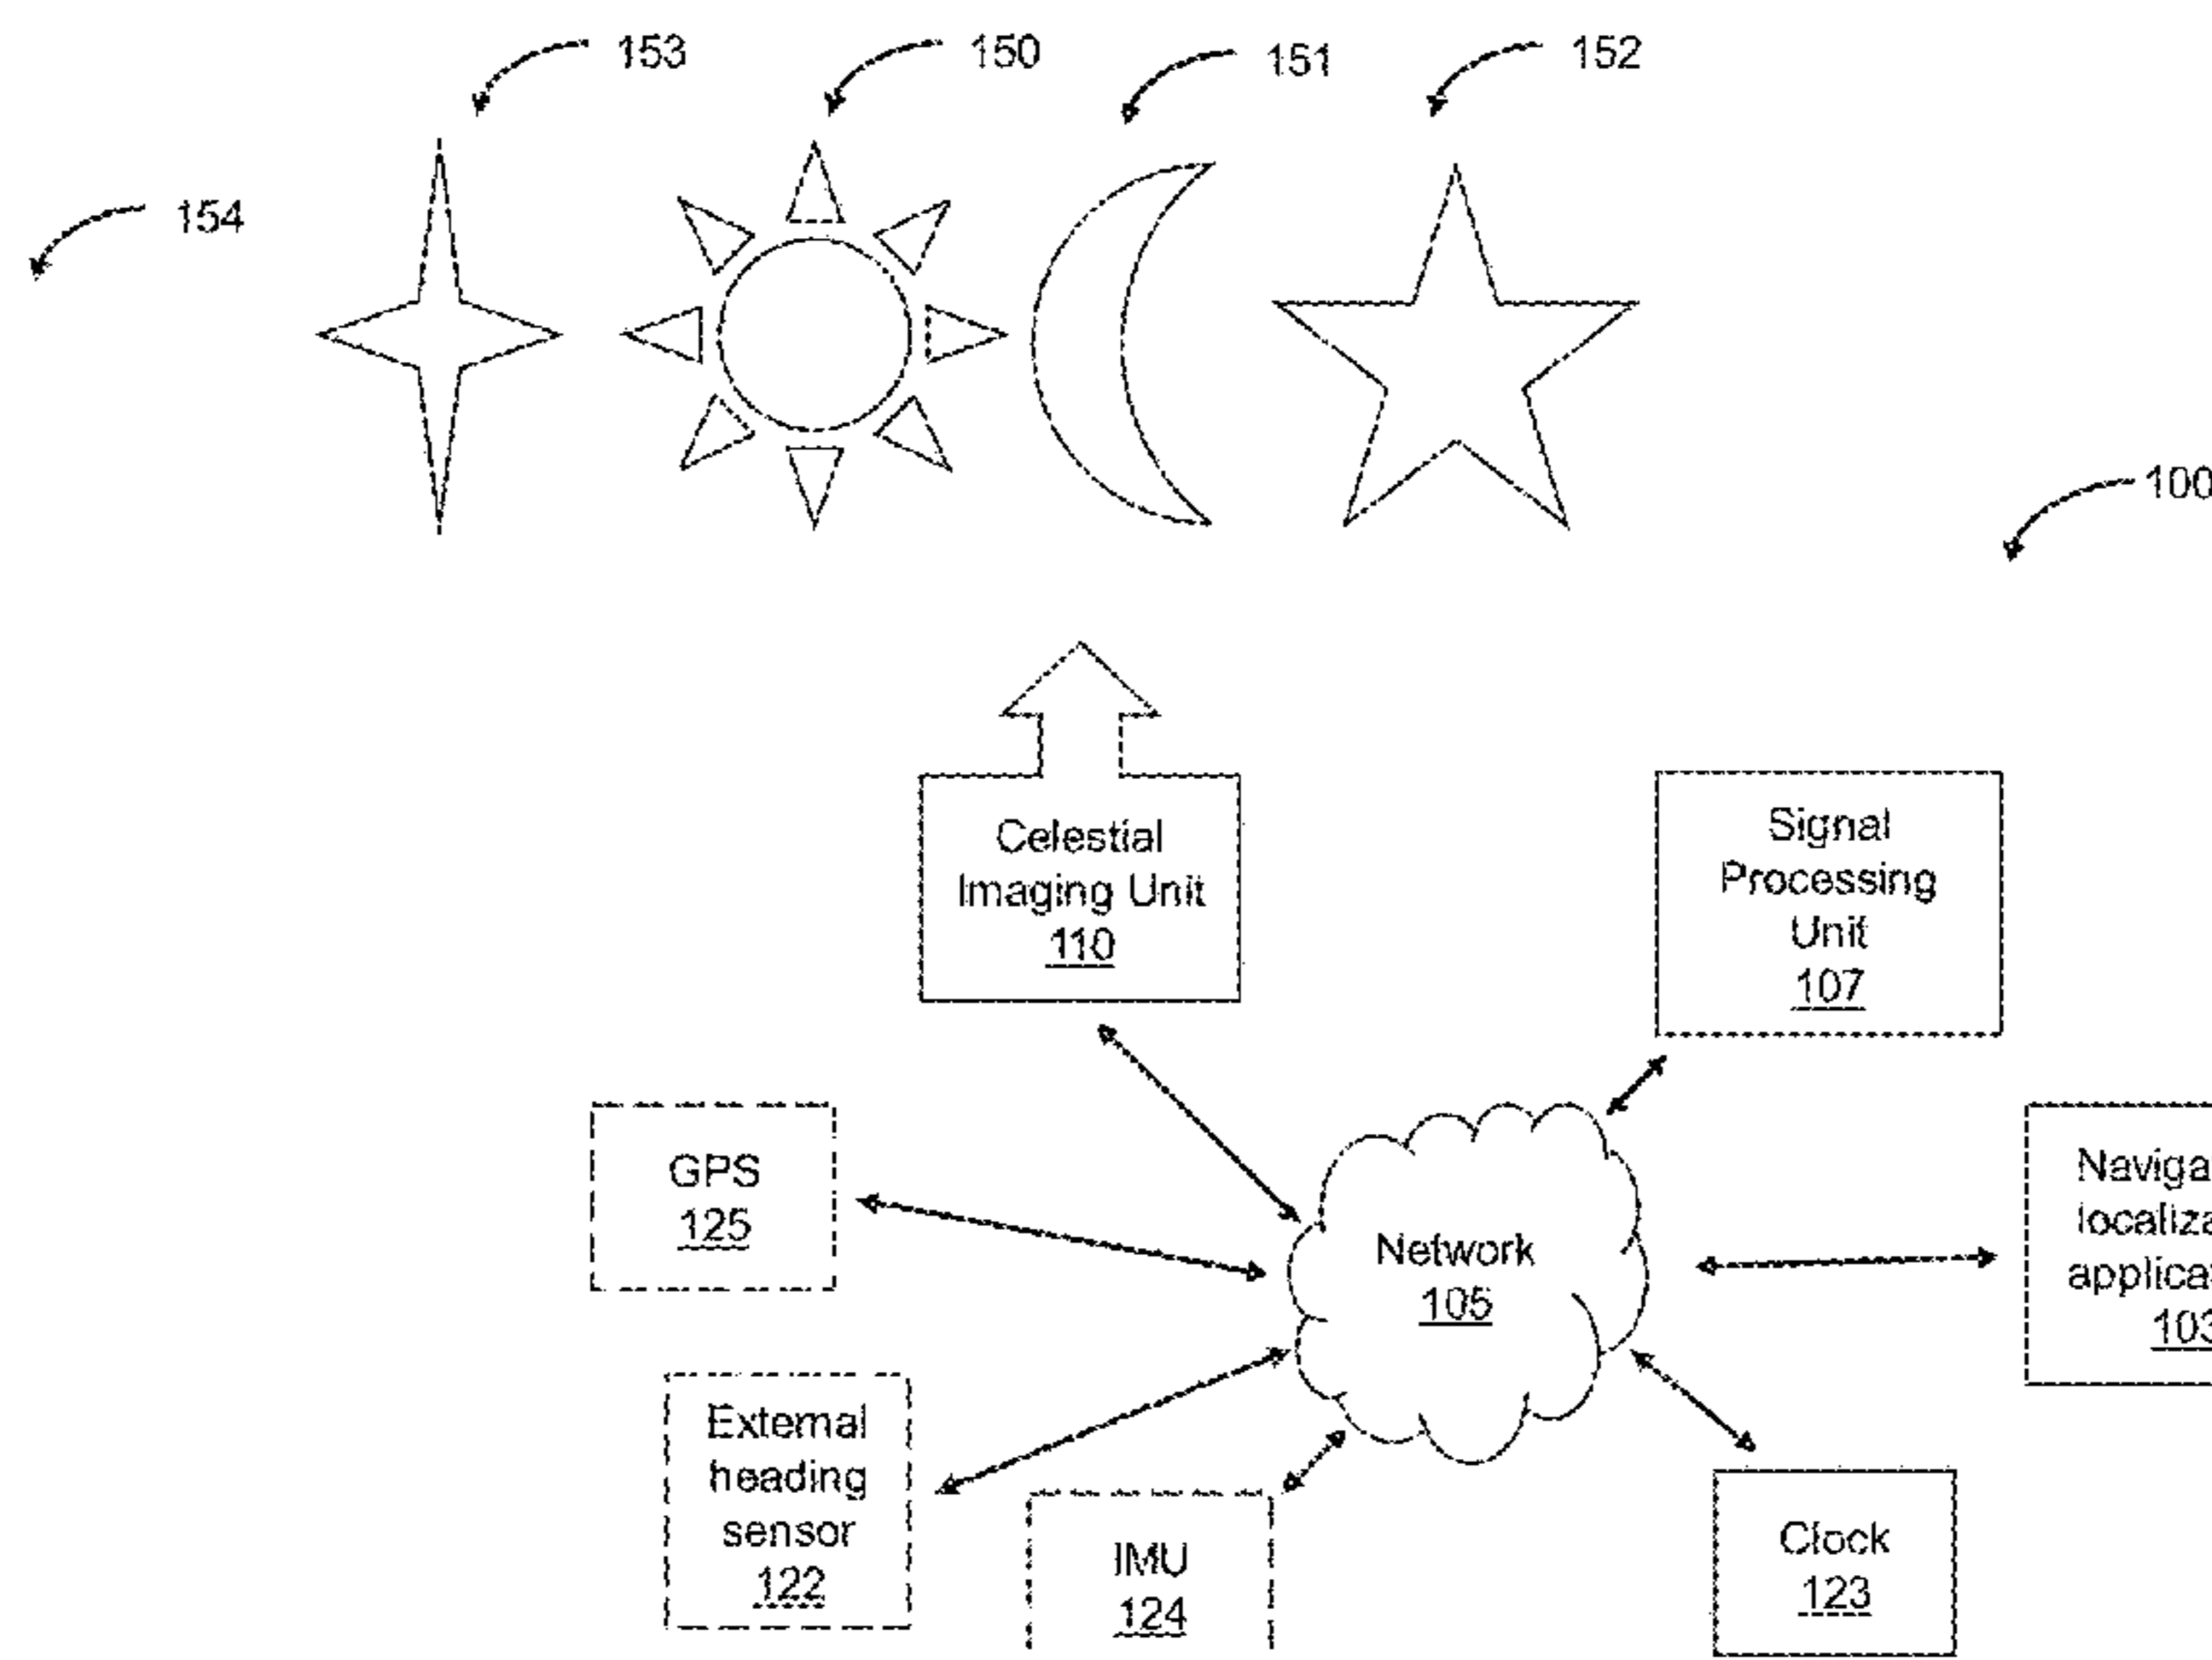 153
150
151
152
154
100
Celestial
Imaging Unit
110
Signal
Processing
Unit
107
GPS
125
Network
105
External
heading
sensor
122
IMU
124
Clock
123